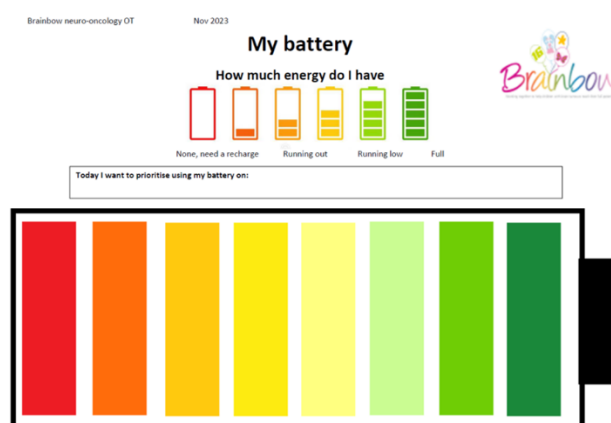 Brainbow neuro-oncology OT Nov 2023
My battery
Brainbow
How much energy do I have
None, need a recharge Running out Running low Full
Today I want to prioritise using my battery on: